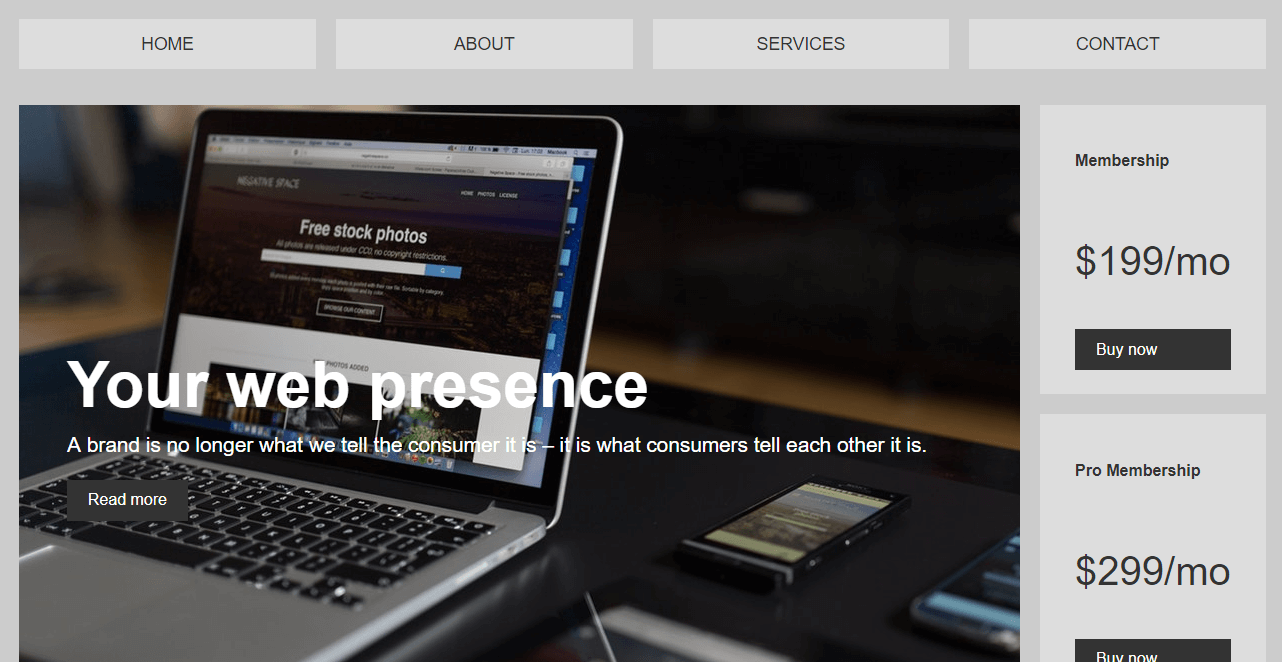 HOME
ABOUT
SERVICES
CONTACT
NEGATIVE SPACE
HOME PHOTOS LICENSE
Free stock photos
All photos are released under CC0, no copyright restrictions.
BROWSE OUR CONTENT
PHOTOS ADDED
Your web presence
A brand is no longer what we tell the consumer it is – it is what consumers tell each other it is.
Read more
Membership
$199/mo
Buy now
Pro Membership
$299/mo
Buy now